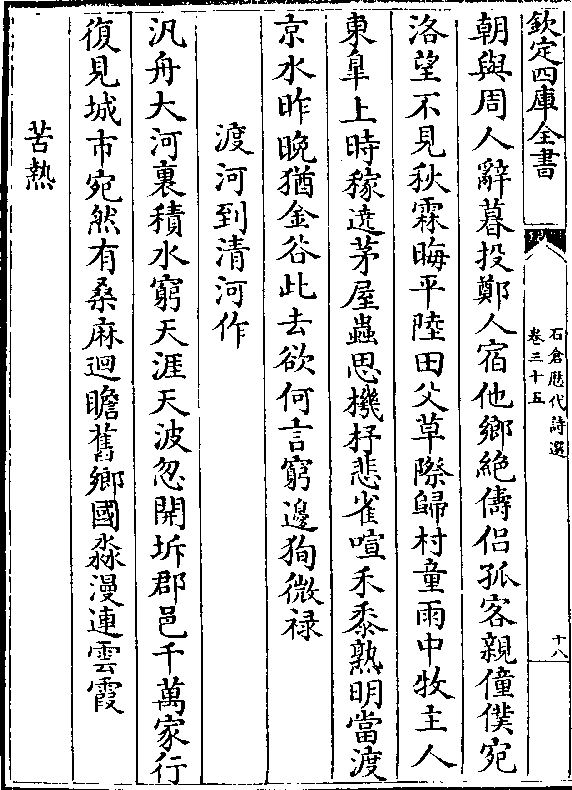 欽定四庫全書
石倉歴代詩選
卷三十五
十八
朝與周人辭暮投鄭人宿他鄉絶儔侣孤客親僮僕宛
洛望不見秋霖晦平陸田父草際歸村童雨中牧主人
東臯上時稼遶茅屋蟲思機杼悲雀喧禾黍熟明當渡
京水昨晩猶金谷此去欲何言窮邊狥微禄
渡河到清河作
汎舟大河裏積水窮天涯天波忽開坼郡邑千萬家行
復見城市宛然有桑麻迴瞻舊鄉國淼漫連雲霞
苦熱